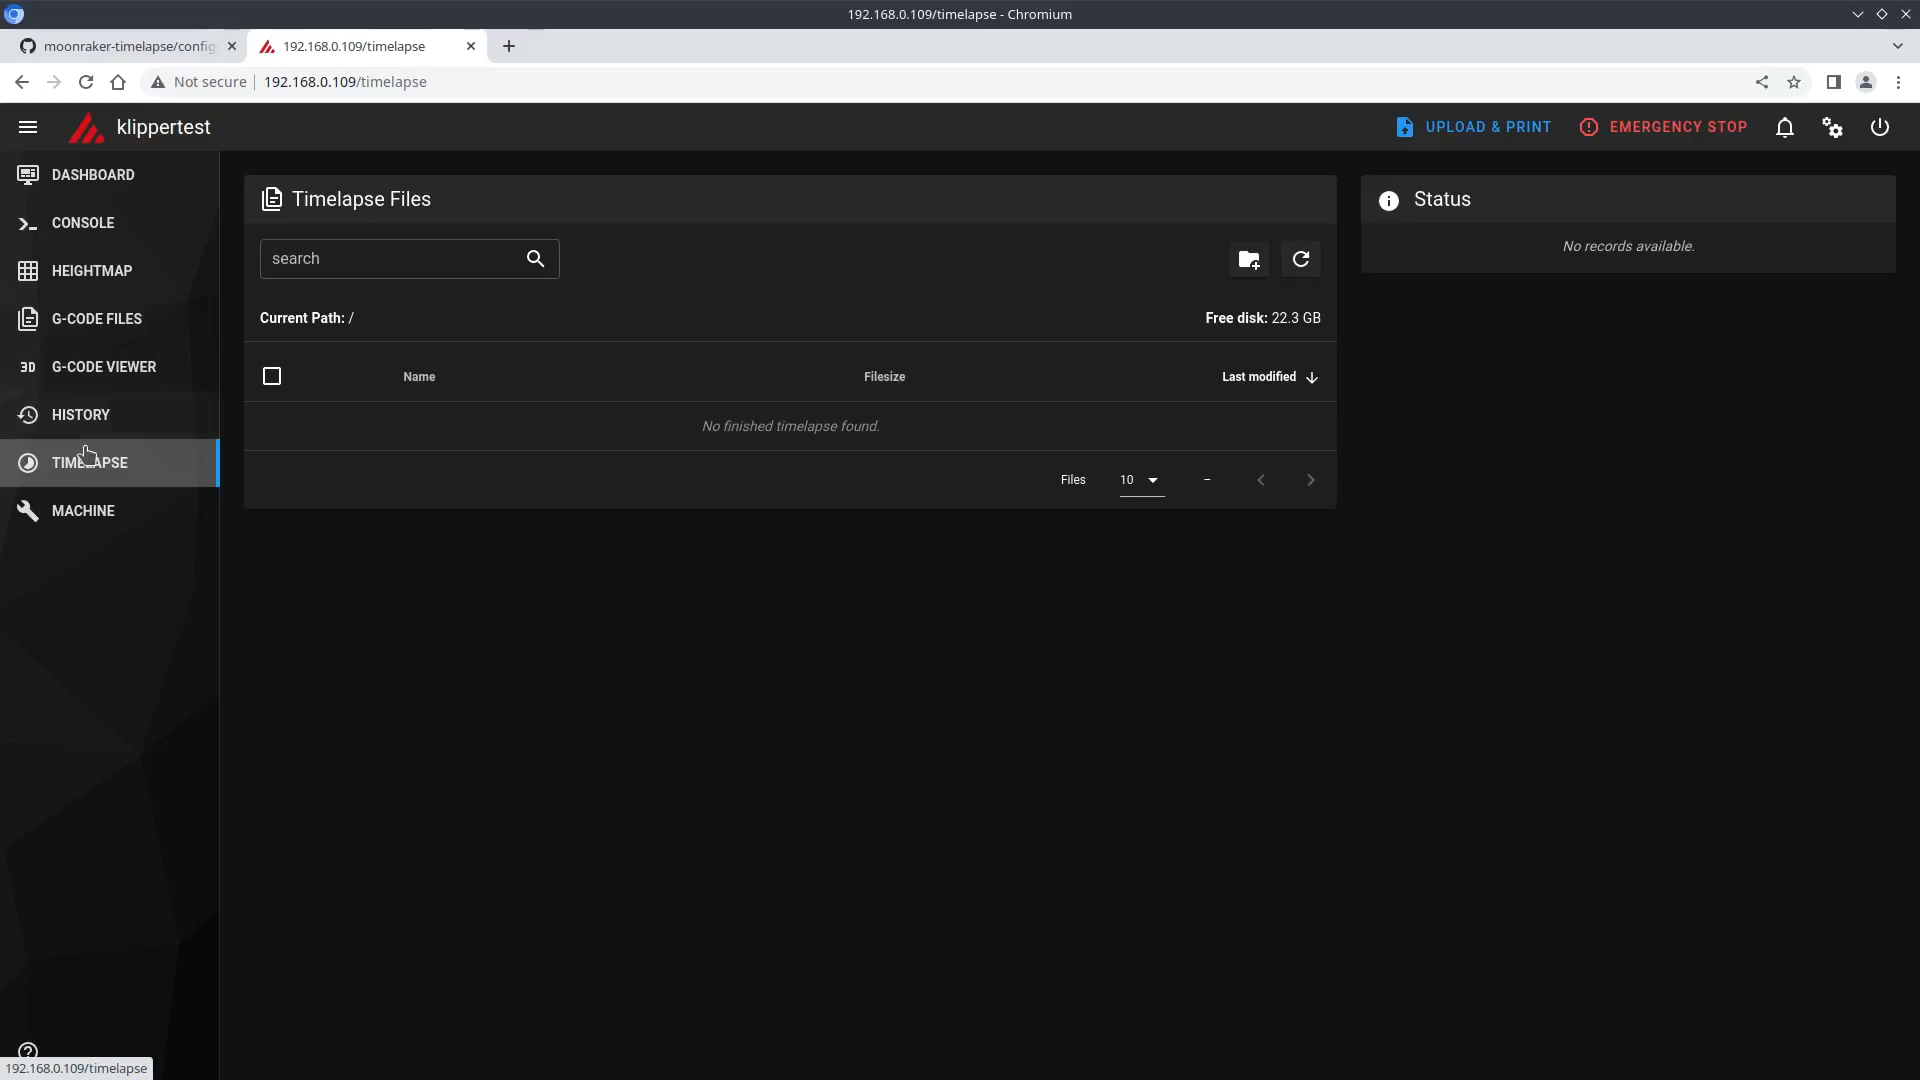 192.168.0.109/timelapse - Chromium
moonraker-timelapse/config
192.168.0.109/timelapse
Not secure
192.168.0.109/timelapse
klippertest
UPLOAD & PRINT
EMERGENCY STOP
DASHBOARD
CONSOLE
HEIGHTMAP
G-CODE FILES
3D G-CODE VIEWER
HISTORY
TIMELAPSE
MACHINE
Timelapse Files
search
Current Path: /
Free disk: 22.3 GB
Name
Filesize
Last modified
No finished timelapse found.
Files
10
–
Status
No records available.
192.168.0.109/timelapse